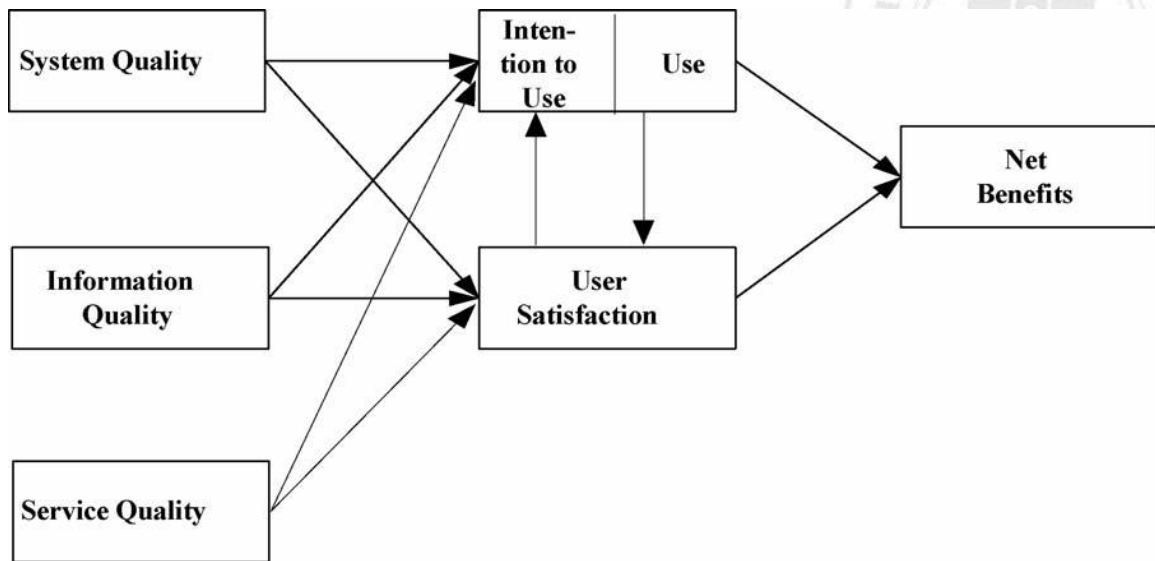 System Quality
Inten-
tion to
Use
Use
Information
Quality
User
Satisfaction
Net
Benefits
Service Quality